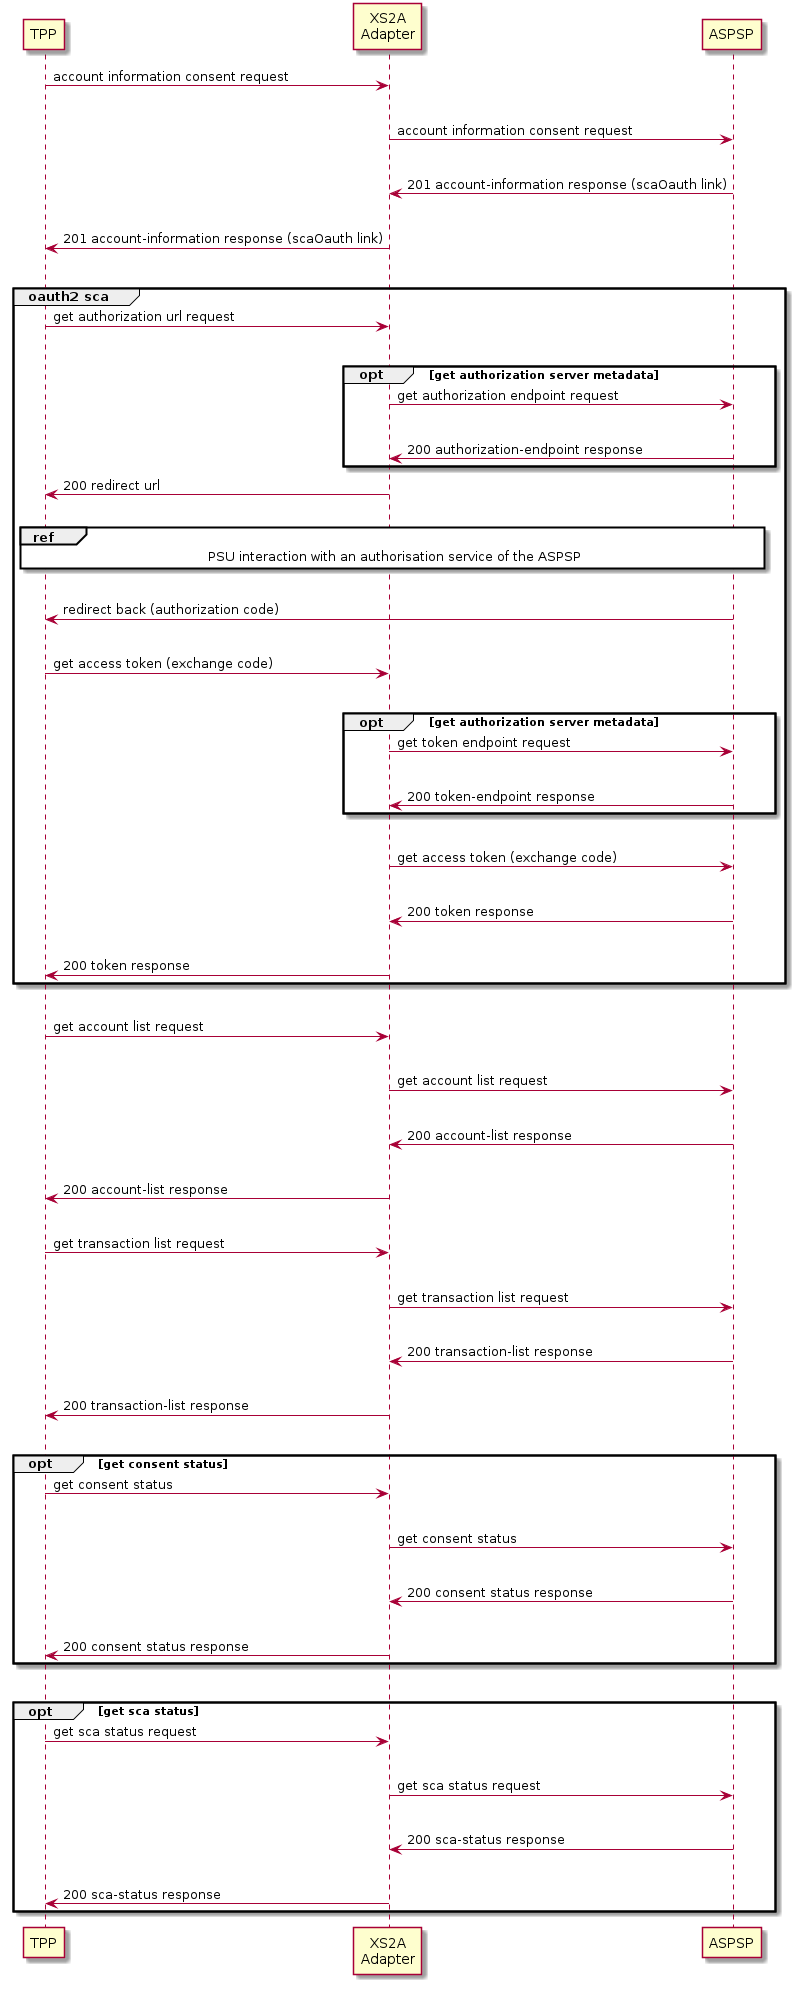 TPP
XS2A
Adapter
ASPSP
account information consent request
account information consent request
201 account-information response (scaOauth link)
201 account-information response (scaOauth link)
oauth2 sca
get authorization url request
opt [get authorization server metadata]
get authorization endpoint request
200 authorization-endpoint response
200 redirect url
ref
PSU interaction with an authorisation service of the ASPSP
redirect back (authorization code)
get access token (exchange code)
opt [get authorization server metadata]
get token endpoint request
200 token-endpoint response
get access token (exchange code)
200 token response
200 token response
get account list request
get account list request
200 account-list response
200 account-list response
get transaction list request
get transaction list request
200 transaction-list response
200 transaction-list response
opt [get consent status]
get consent status
get consent status
200 consent status response
200 consent status response
opt [get sca status]
get sca status request
get sca status request
200 sca-status response
200 sca-status response
TPP
XS2A
Adapter
ASPSP